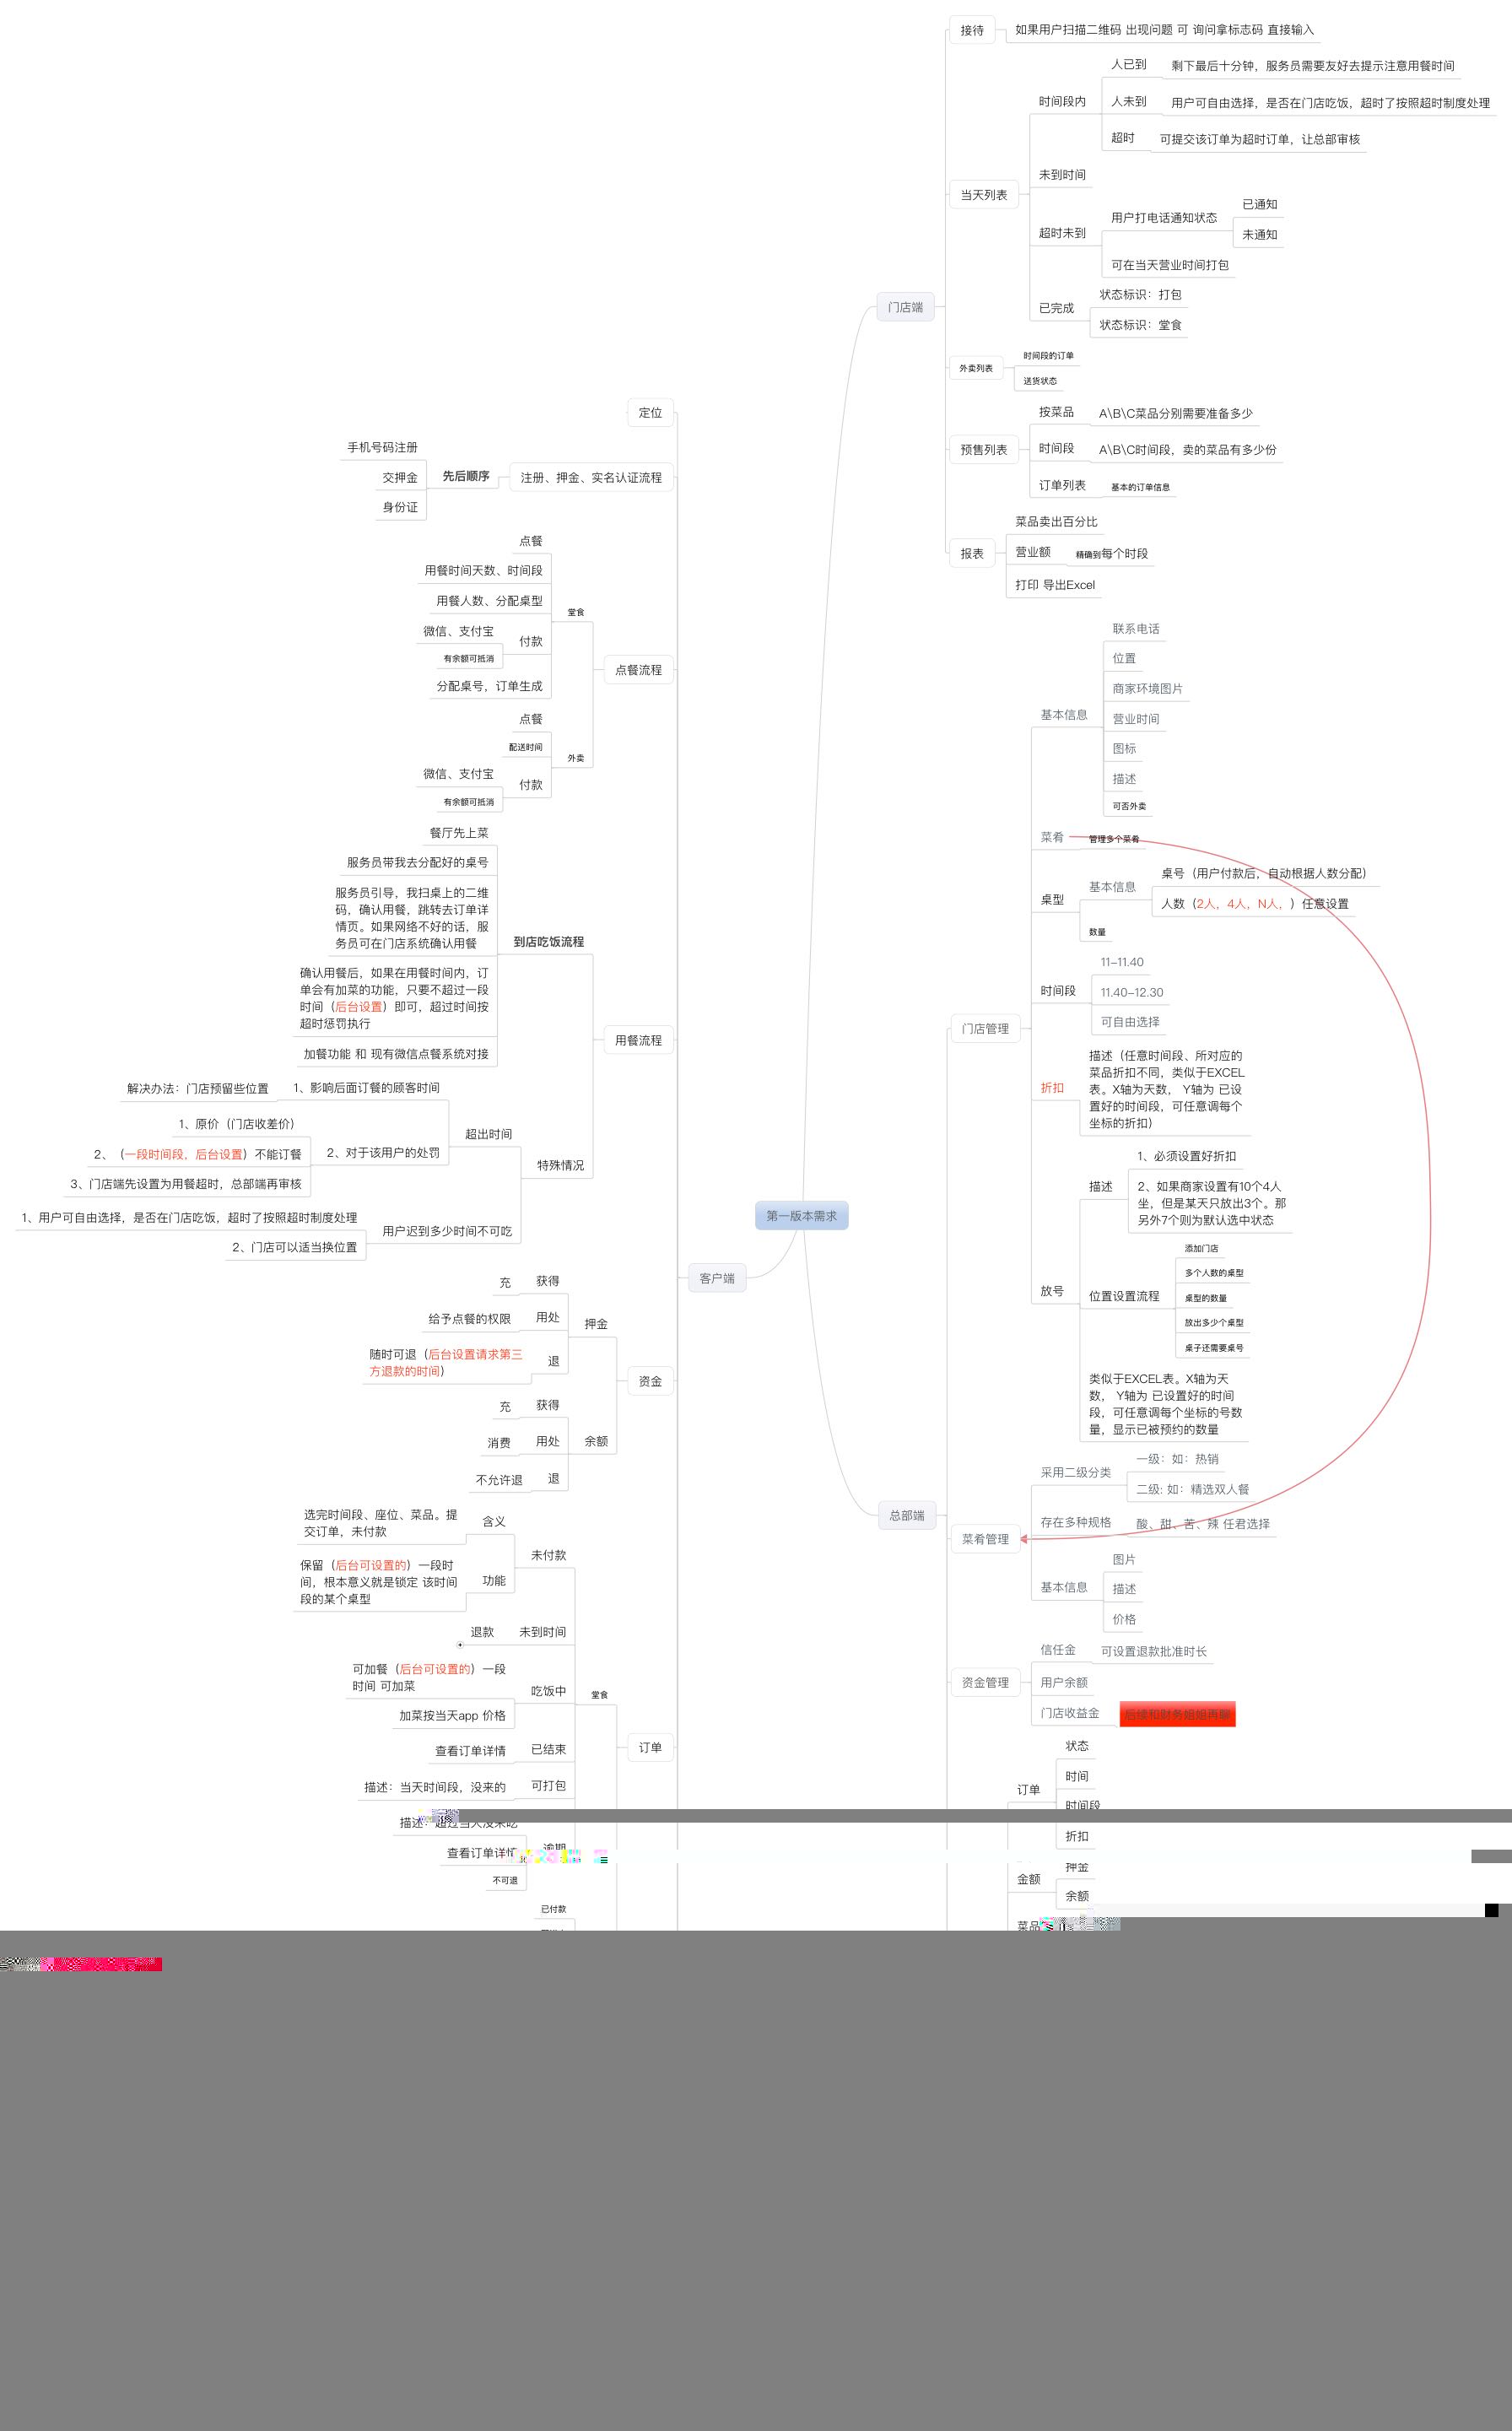 第一版本需求
门店端
接待
如果用户扫描二维码 出现问题 可 询问拿标志码 直接输入
当天列表
时间段内
人已到
剩下最后十分钟，服务员需要友好去提示注意用餐时间
人未到
用户可自由选择，是否在门店吃饭，超时了按照超时制度处理
超时
可提交该订单为超时订单，让总部审核
未到时间
超时未到
用户打电话通知状态
已通知
未通知
可在当天营业时间打包
已完成
状态标识：打包
状态标识：堂食
外卖列表
时间段的订单
送货状态
预售列表
按菜品
A\B\C菜品分别需要准备多少
时间段
A\B\C时间段，卖的菜品有多少份
订单列表
基本的订单信息
报表
菜品卖出百分比
营业额
精确到每个时段
打印 导出Excel
客户端
定位
注册、押金、实名认证流程
先后顺序
手机号码注册
交押金
身份证
点餐流程
堂食
点餐
用餐时间天数、时间段
用餐人数、分配桌型
付款
微信、支付宝
有余额可抵消
分配桌号，订单生成
外卖
点餐
配送时间
付款
微信、支付宝
有余额可抵消
用餐流程
到店吃饭流程
餐厅先上菜
服务员带我去分配好的桌号
服务员引导，我扫桌上的二维
码，确认用餐，跳转去订单详
情页。如果网络不好的话，服
务员可在门店系统确认用餐
确认用餐后，如果在用餐时间内，订
单会有加菜的功能，只要不超过一段
时间（后台设置）即可，超过时间按
超时惩罚执行
加餐功能 和 现有微信点餐系统对接
特殊情况
超出时间
1、影响后面订餐的顾客时间
解决办法：门店预留些位置
2、对于该用户的处罚
1、原价（门店收差价）
2、（一段时间段，后台设置）不能订餐
3、门店端先设置为用餐超时，总部端再审核
用户迟到多少时间不可吃
1、用户可自由选择，是否在门店吃饭，超时了按照超时制度处理
2、门店可以适当换位置
资金
押金
获得
充
用处
给予点餐的权限
退
随时可退（后台设置请求第三
方退款的时间）
余额
获得
充
用处
消费
退
不允许退
订单
堂食
未付款
含义
选完时间段、座位、菜品。提
交订单，未付款
功能
保留（后台可设置的）一段时
间，根本意义就是锁定 该时间
段的某个桌型
未到时间
退款
吃饭中
可加餐（后台可设置的）一段
时间 可加菜
加菜按当天app 价格
已结束
查看订单详情
可打包
描述：当天时间段，没来的
逾期
描述：超过当天没来吃
查看订单详情
不可退
已付款
总部端
门店管理
基本信息
联系电话
位置
商家环境图片
营业时间
图标
描述
可否外卖
菜肴
管理多个菜肴
桌型
基本信息
桌号（用户付款后，自动根据人数分配）
人数（2人，4人，N人，）任意设置
数量
时间段
11-11.40
11.40-12.30
可自由选择
折扣
描述（任意时间段、所对应的
菜品折扣不同，类似于EXCEL
表。X轴为天数， Y轴为 已设
置好的时间段，可任意调每个
坐标的折扣）
放号
描述
1、必须设置好折扣
2、如果商家设置有10个4人
坐，但是某天只放出3个。那
另外7个则为默认选中状态
位置设置流程
添加门店
多个人数的桌型
桌型的数量
放出多少个桌型
桌子还需要桌号
类似于EXCEL表。X轴为天
数， Y轴为 已设置好的时间
段，可任意调每个坐标的号数
量，显示已被预约的数量
菜肴管理
采用二级分类
一级：如：热销
二级: 如：精选双人餐
存在多种规格
酸、甜、苦、辣 任君选择
基本信息
图片
描述
价格
资金管理
信任金
可设置退款批准时长
用户余额
门店收益金
后续和财务姐姐再聊
订单
状态
时间
时间段
折扣
金额
押金
余额
菜品